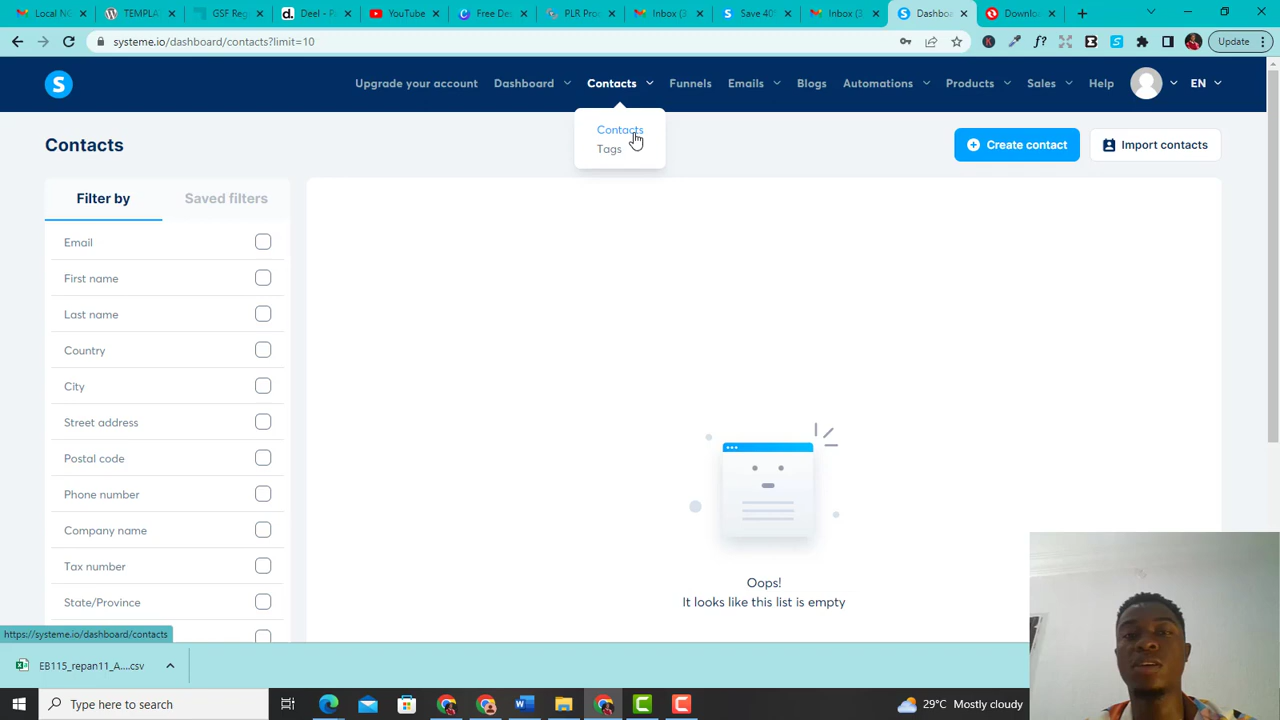 Local NG
TEMPLA
GSF Reg
Deel - Pa
YouTube
Free Des
PLR Pro
Inbox (3
Save 40%
Inbox (3
Dashboa
Downlo
systeme.io/dashboard/contacts?limit=10
Update
Upgrade your account
Dashboard
Contacts
Funnels
Emails
Blogs
Automations
Products
Sales
Help
EN
Contacts
Tags
Contacts
Create contact
Import contacts
Filter by
Saved filters
Email
First name
Last name
Country
City
Street address
Postal code
Phone number
Company name
Tax number
State/Province
Oops!
It looks like this list is empty
https://systeme.io/dashboard/contacts
EB115_repan11_A....csv
Type here to search
29°C Mostly cloudy